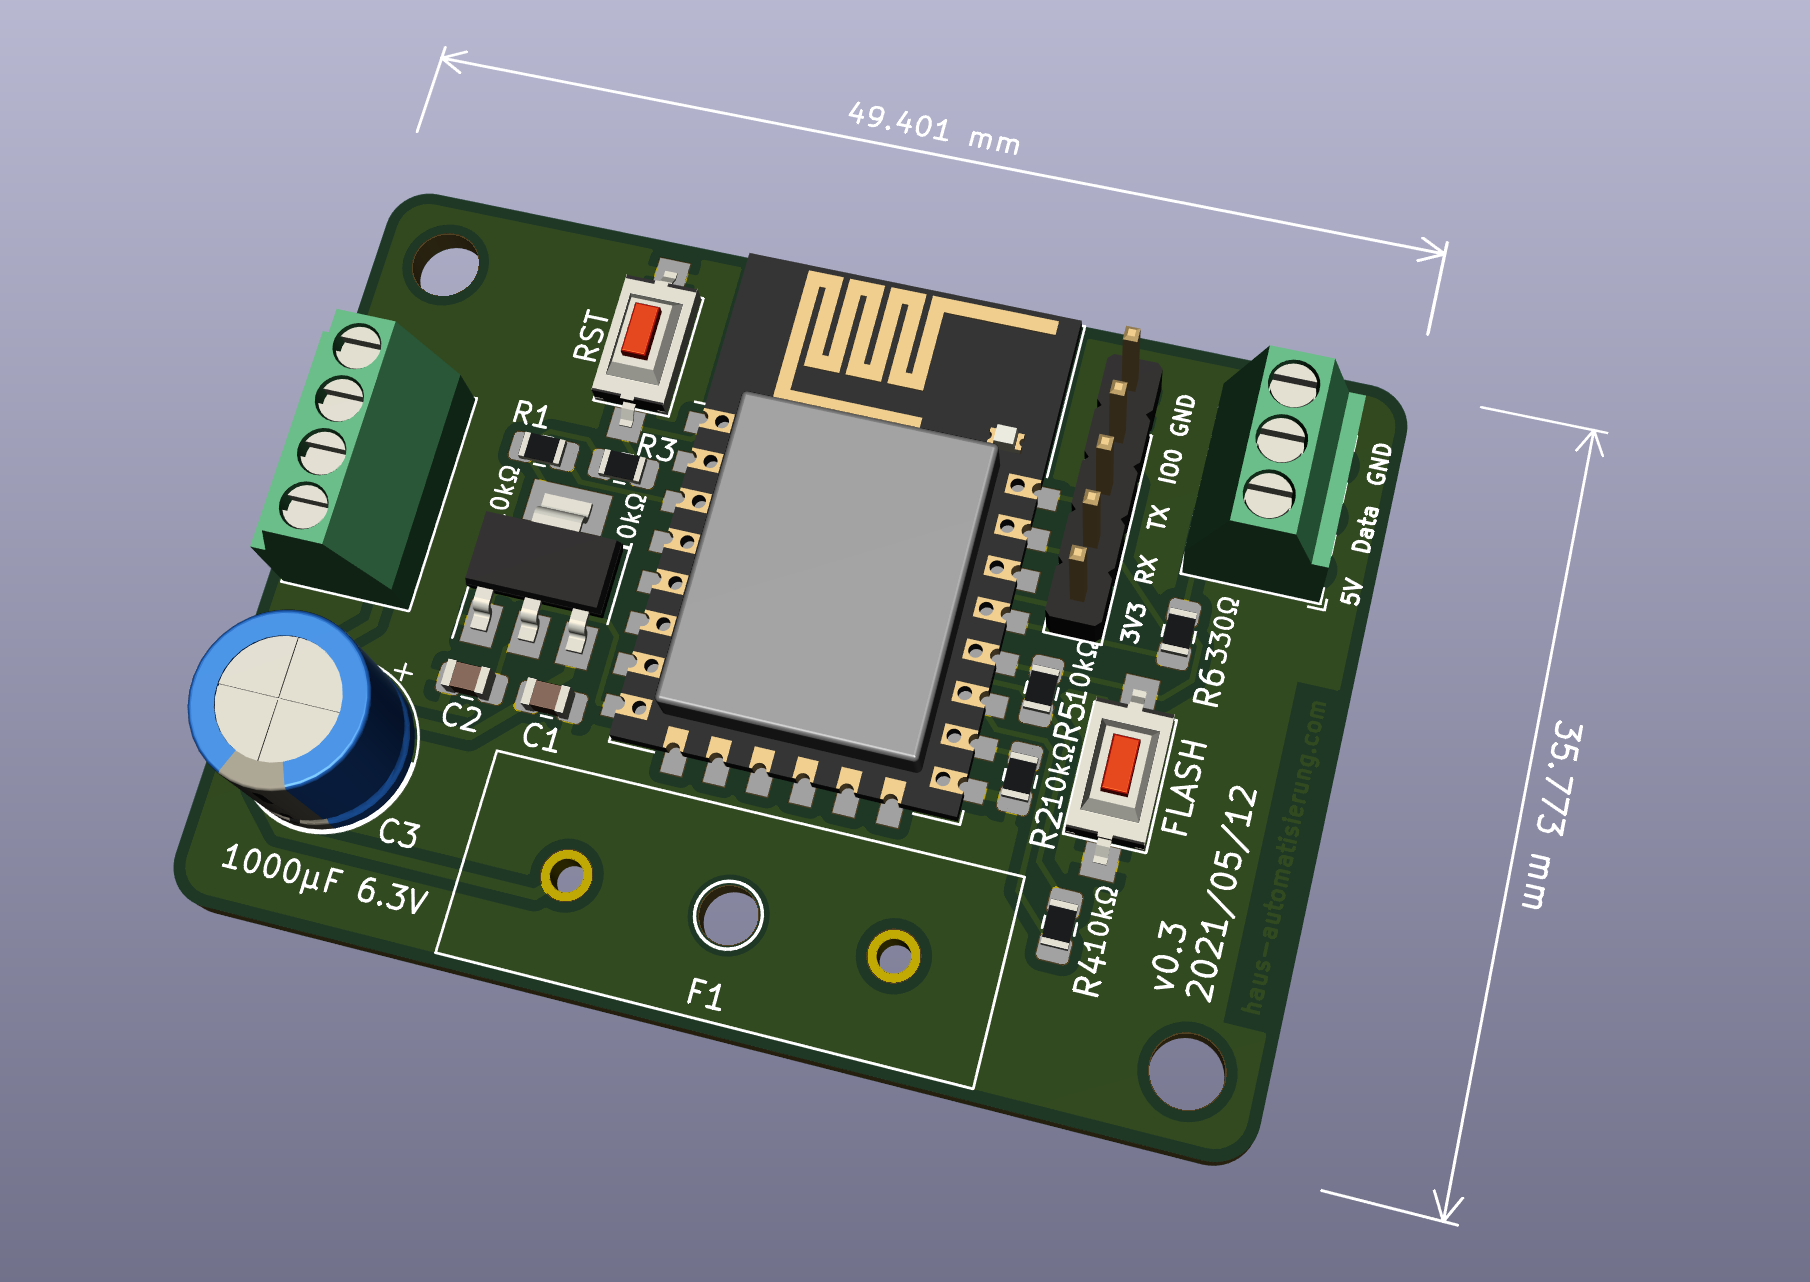 49.401 mm
RST
R1
R3
0kΩ
10kΩ
GND
IO0
TX
RX
3V3
GND
Data
5V
R6
330Ω
R5
10kΩ
R2
10kΩ
FLASH
R4
10kΩ
C2
C1
+
C3
1000µF 6.3V
F1
v0.3
2021/05/12
haus-automatisierung.com
35.773 mm